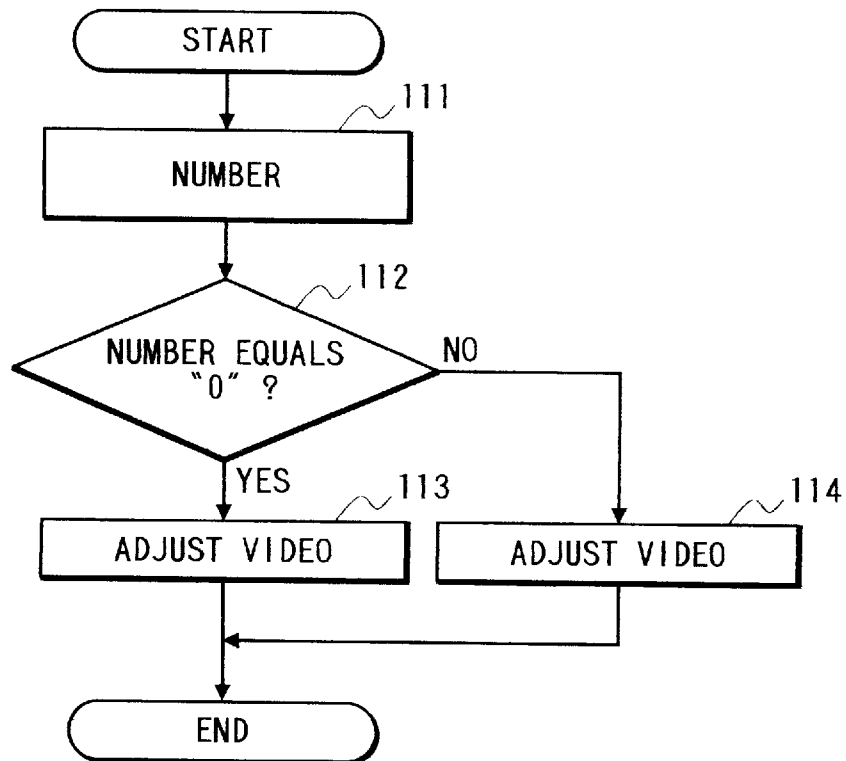 START
111
NUMBER
112
NUMBER EQUALS
"0" ?
NO
YES
113
ADJUST VIDEO
114
ADJUST VIDEO
END